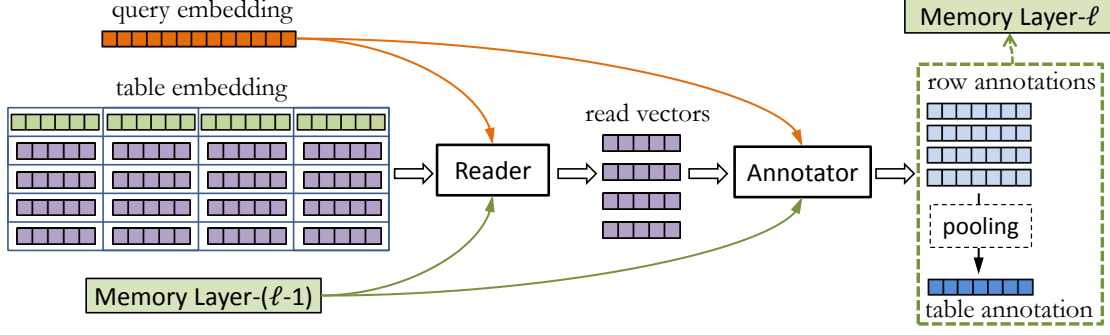 query embedding
Memory Layer-ℓ
table embedding
row annotations
read vectors
Reader
Annotator
pooling
Memory Layer-(ℓ-1)
table annotation